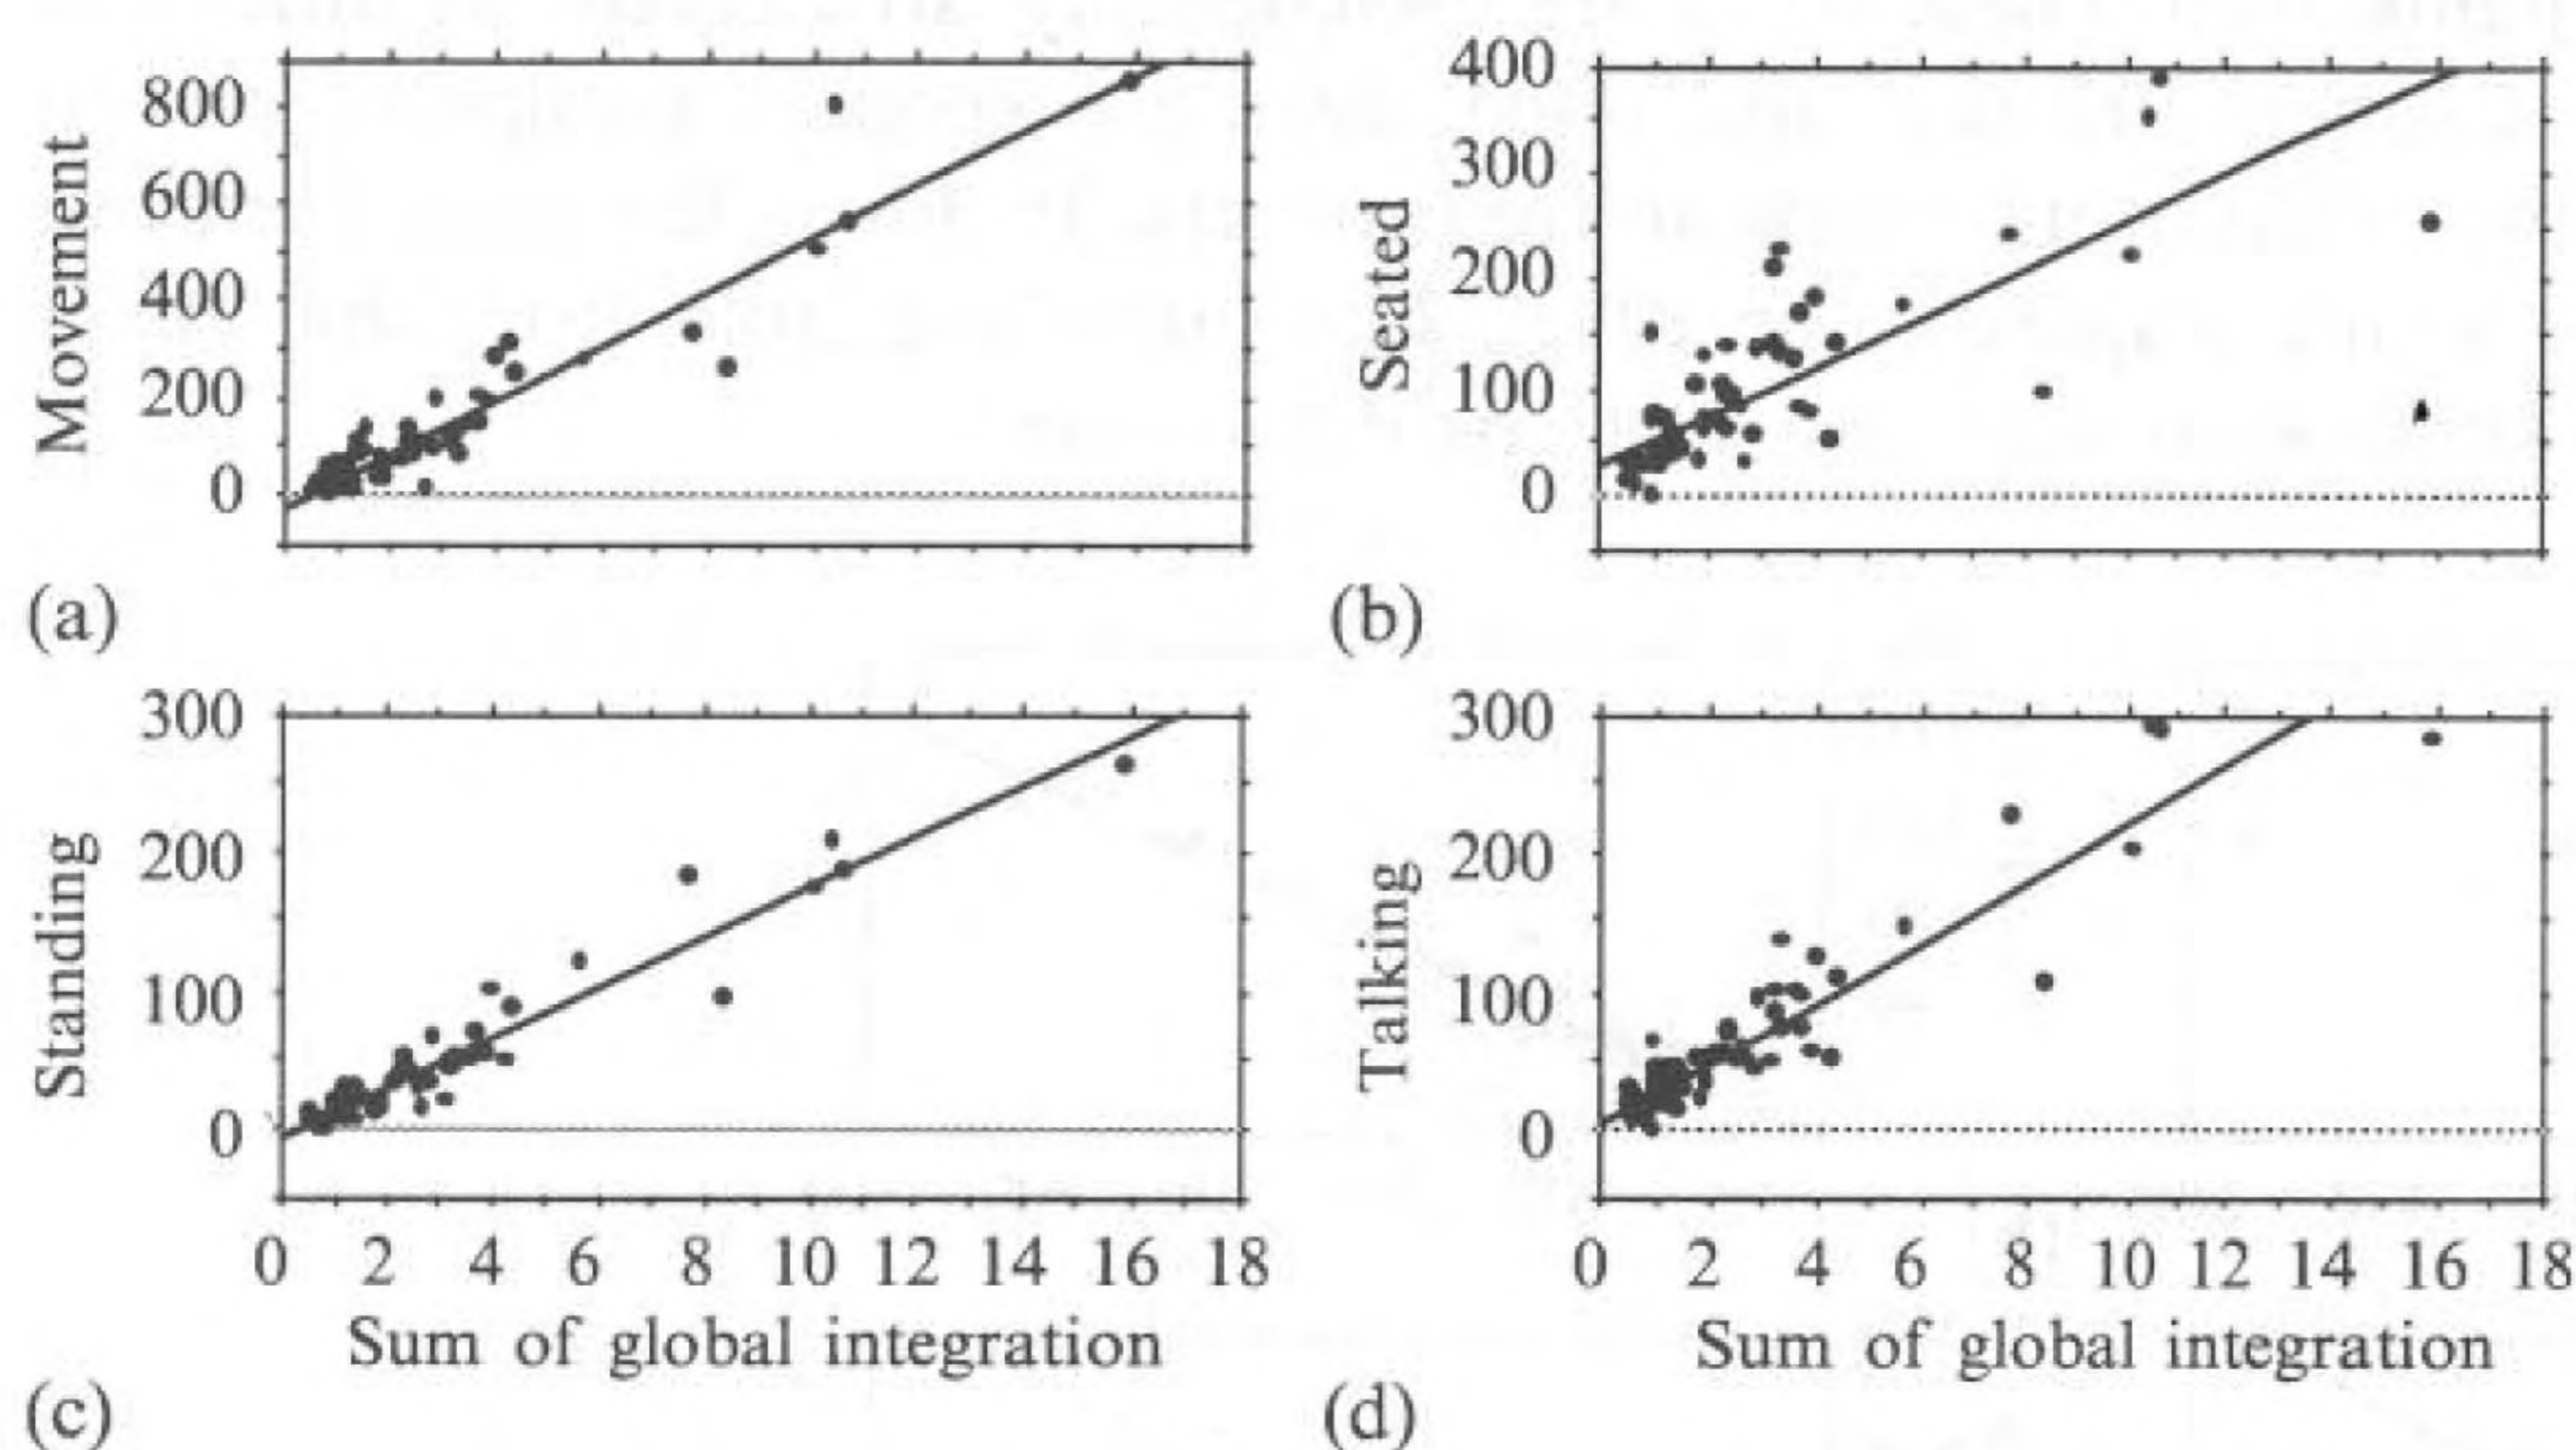 Movement
800
600
400
200
0
(a)
Seated
400
300
200
100
0
(b)
Standing
300
200
100
0
0 2 4 6 8 10 12 14 16 18
Sum of global integration
(c)
Talking
300
200
100
0
0 2 4 6 8 10 12 14 16 18
Sum of global integration
(d)